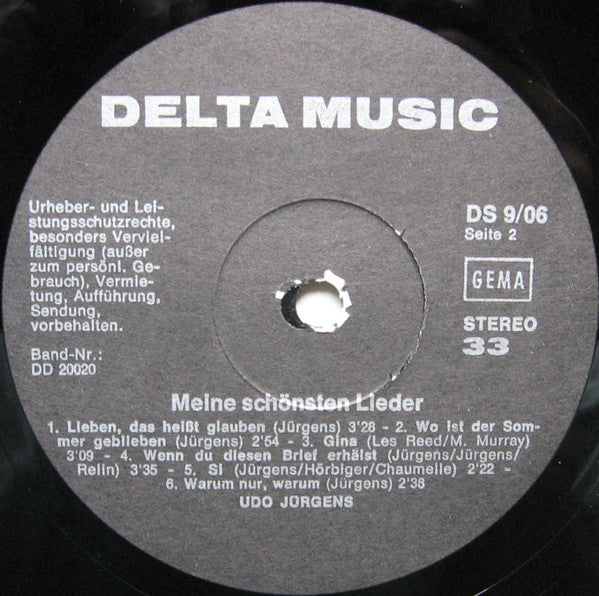 DELTA MUSIC
Urheber- und Lei-
stungsschutzrechte,
besonders Verviel-
fältigung (außer
zum persönl. Ge-
brauch), Vermie-
tung, Aufführung,
Sendung,
vorbehalten.
Band-Nr.:
DD 20020
DS 9/06
Seite 2
GEMA
STEREO
33
Meine schönsten Lieder
1. Lieben, das heißt glauben (Jürgens) 3'28 - 2. Wo ist der Som-
mer geblieben (Jürgens) 2'54 - 3. Gina (Les Reed/M. Murray)
3'09 - 4. Wenn du diesen Brief erhälst (Jürgens/Jürgens/
Relin) 3'35 - 5. Si (Jürgens/Hörbiger/Chaumelle) 2'22 -
6. Warum nur, warum (Jürgens) 2'38
UDO JÜRGENS